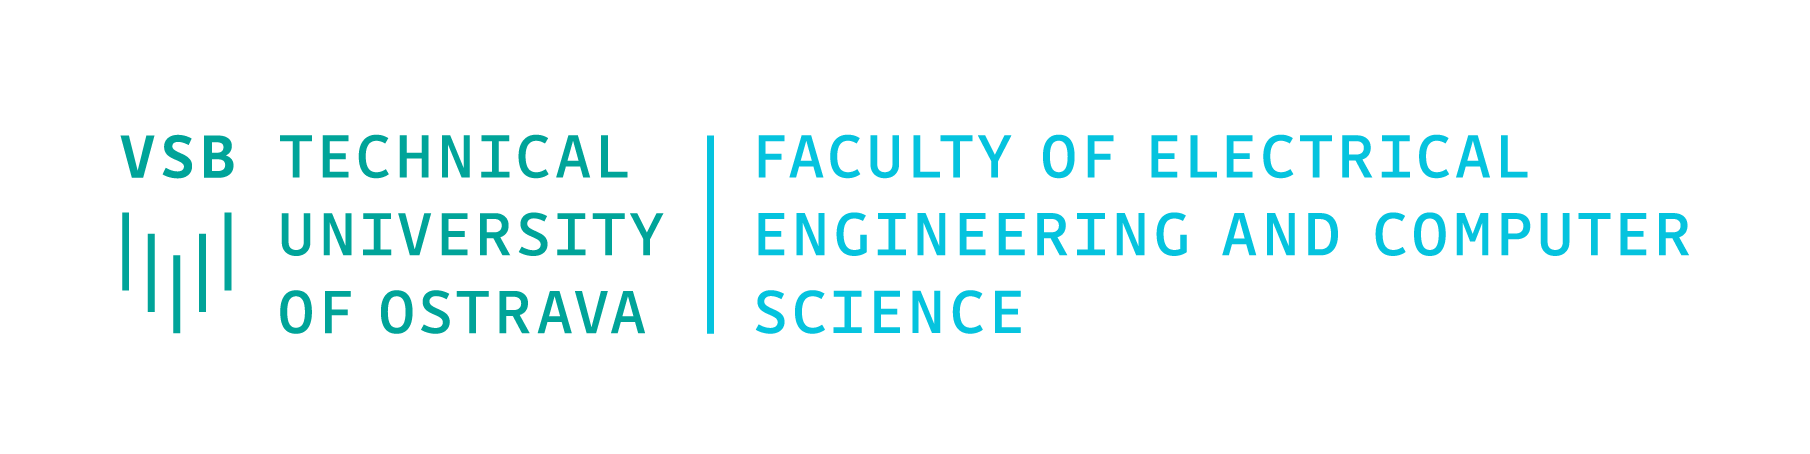 VSB TECHNICAL
UNIVERSITY
OF OSTRAVA
FACULTY OF ELECTRICAL
ENGINEERING AND COMPUTER
SCIENCE